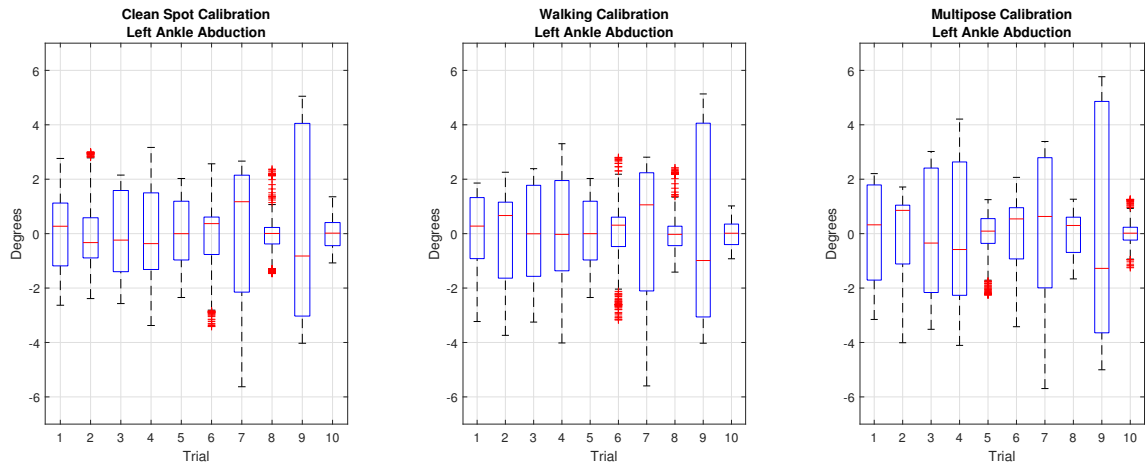 Clean Spot Calibration
Left Ankle Abduction
6
4
2
0
-2
-4
-6
Degrees
1 2 3 4 5 6 7 8 9 10
Trial
Walking Calibration
Left Ankle Abduction
6
4
2
0
-2
-4
-6
Degrees
1 2 3 4 5 6 7 8 9 10
Trial
Multipose Calibration
Left Ankle Abduction
6
4
2
0
-2
-4
-6
Degrees
1 2 3 4 5 6 7 8 9 10
Trial